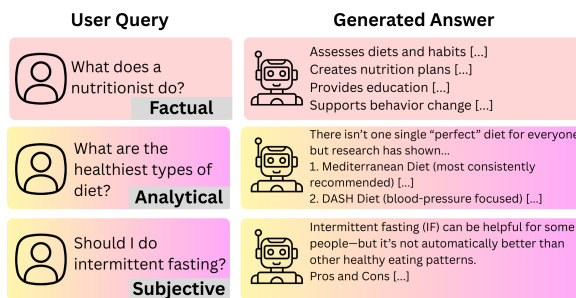 User Query
Generated Answer
What does a
nutritionist do?
Factual
Assesses diets and habits [...]
Creates nutrition plans [...]
Provides education [...]
Supports behavior change [...]
What are the
healthiest types of
diet?
Analytical
There isn’t one single “perfect” diet for everyone
but research has shown...
1. Mediterranean Diet (most consistently
recommended) [...]
2. DASH Diet (blood-pressure focused) [...]
Should I do
intermittent fasting?
Subjective
Intermittent fasting (IF) can be helpful for some
people—but it’s not automatically better than
other healthy eating patterns.
Pros and Cons [...]